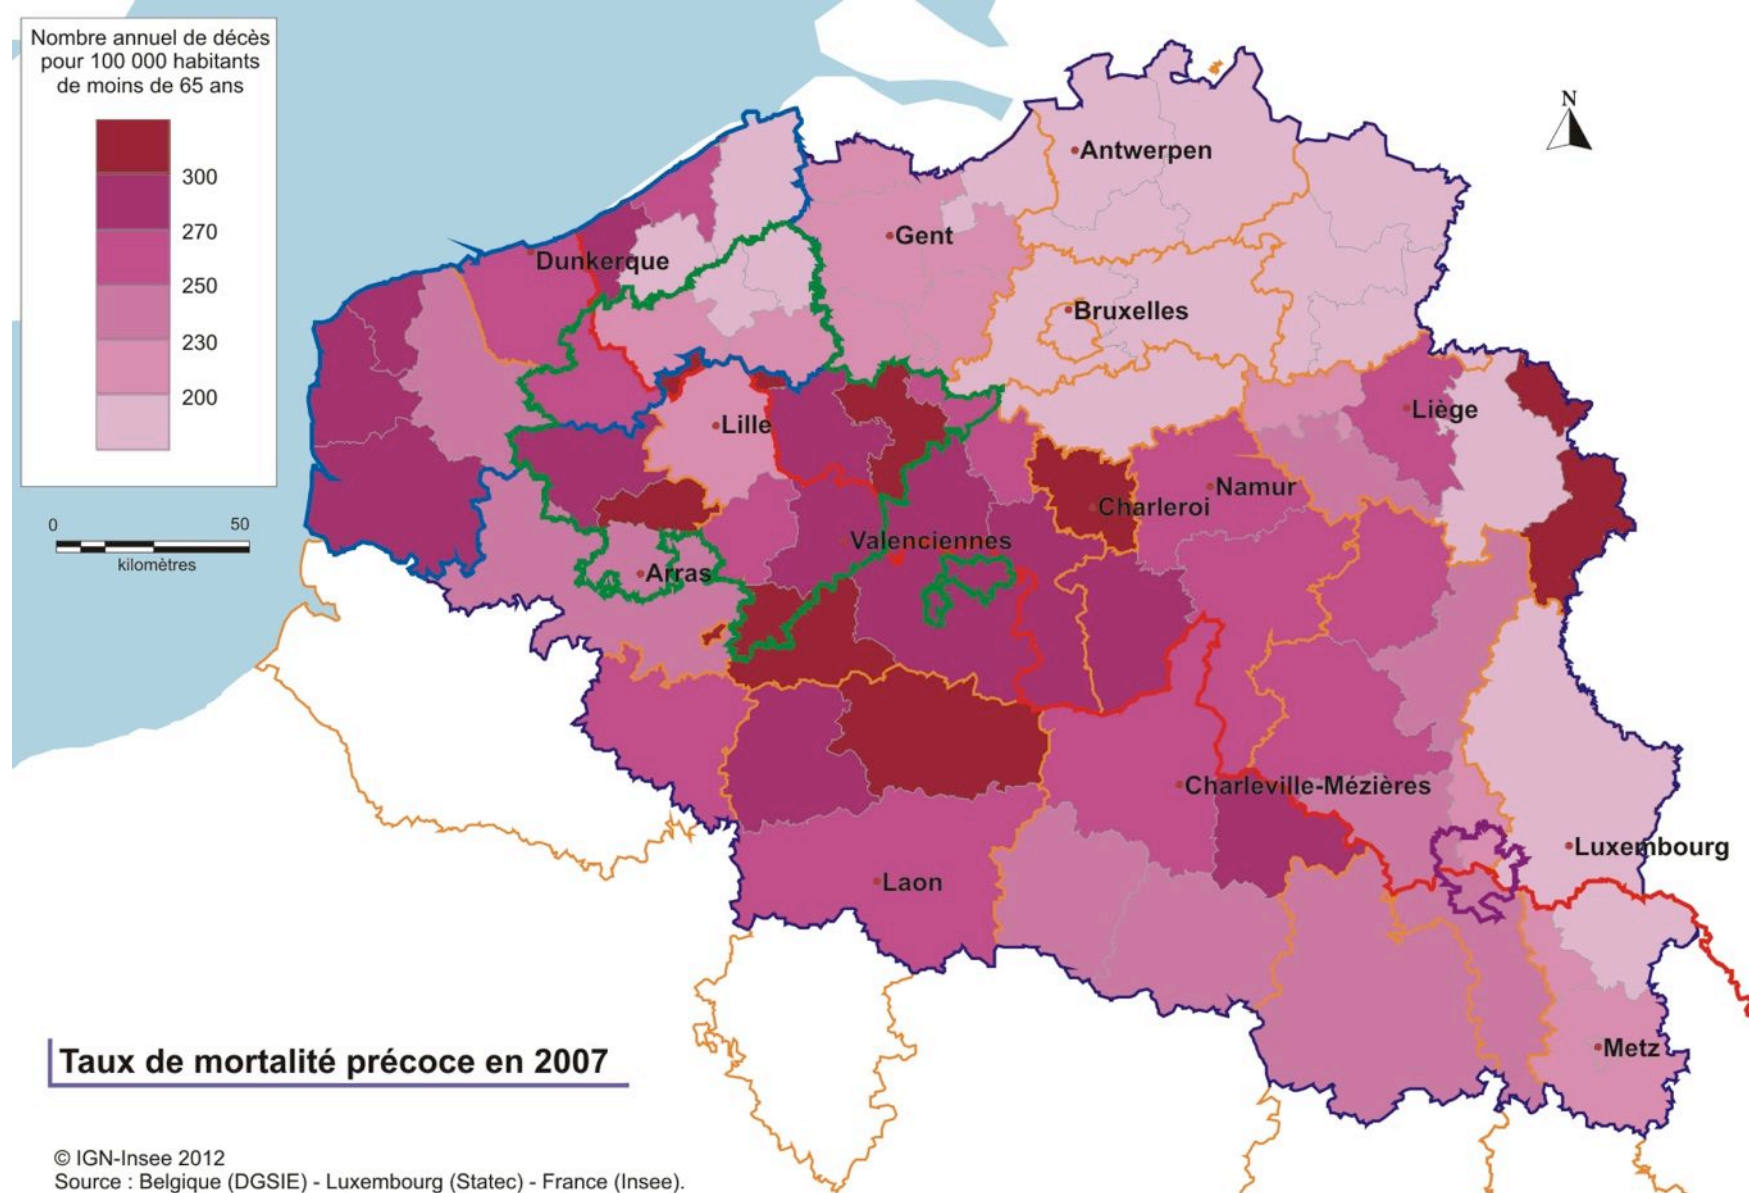 Nombre annuel de décès
pour 100 000 habitants
de moins de 65 ans
300
270
250
230
200
0 50
kilomètres
N
Antwerpen
Gent
Dunkerque
Bruxelles
Liège
Lille
Namur
Charleroi
Valenciennes
Arras
Charleville-Mézières
Luxembourg
Laon
Metz
Taux de mortalité précoce en 2007
© IGN-Insee 2012
Source : Belgique (DGSIE) - Luxembourg (Statec) - France (Insee).